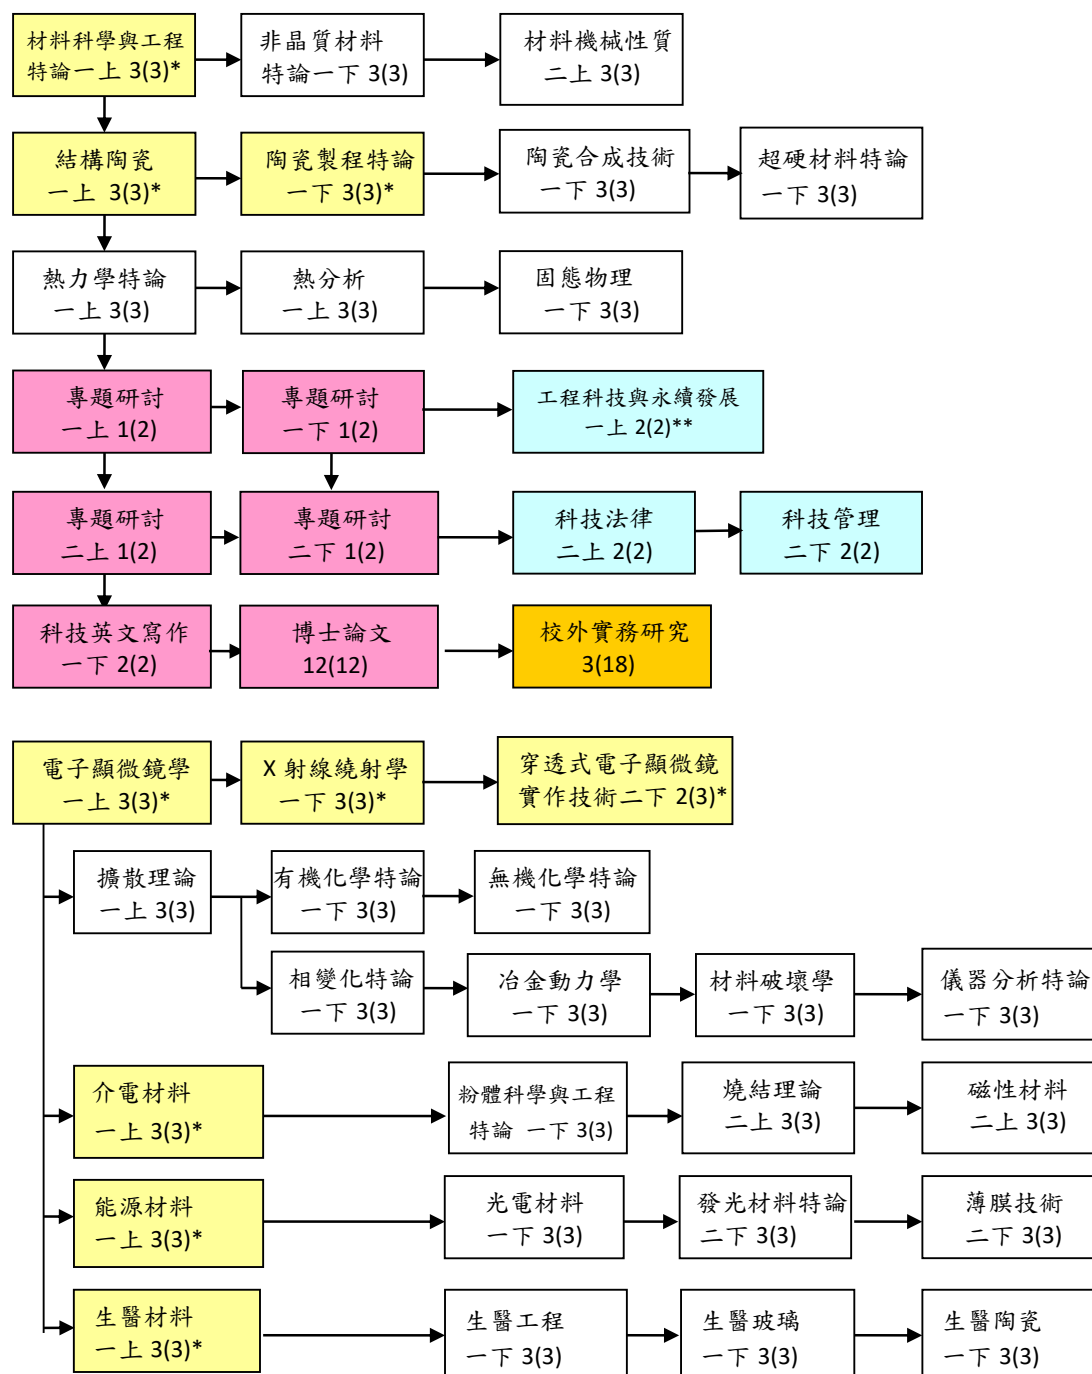 材料科學與工程
特論一上 3(3)*
非晶質材料
特論一下 3(3)
材料機械性質
二上 3(3)
結構陶瓷
一上 3(3)*
陶瓷製程特論
一下 3(3)*
陶瓷合成技術
一下 3(3)
超硬材料特論
一下 3(3)
熱力學特論
一上 3(3)
熱分析
一上 3(3)
固態物理
一下 3(3)
專題研討
一上 1(2)
專題研討
一下 1(2)
工程科技與永續發展
一上 2(2)**
專題研討
二上 1(2)
專題研討
二下 1(2)
科技法律
二上 2(2)
科技管理
二下 2(2)
科技英文寫作
一下 2(2)
博士論文
12(12)
校外實務研究
3(18)
電子顯微鏡學
一上 3(3)*
X 射線繞射學
一下 3(3)*
穿透式電子顯微鏡
實作技術二下 2(3)*
擴散理論
一上 3(3)
有機化學特論
一下 3(3)
無機化學特論
一下 3(3)
相變化特論
一下 3(3)
冶金動力學
一下 3(3)
材料破壞學
一下 3(3)
儀器分析特論
一下 3(3)
介電材料
一上 3(3)*
粉體科學與工程
特論 一下 3(3)
燒結理論
二上 3(3)
磁性材料
二上 3(3)
能源材料
一上 3(3)*
光電材料
一下 3(3)
發光材料特論
二下 3(3)
薄膜技術
二下 3(3)
生醫材料
一上 3(3)*
生醫工程
一下 3(3)
生醫玻璃
一下 3(3)
生醫陶瓷
一下 3(3)